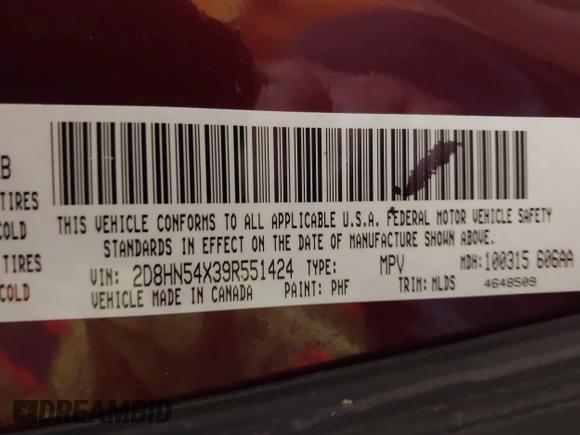 LB
TIRES
COLD
TIRES
COLD
THIS VEHICLE CONFORMS TO ALL APPLICABLE U.S.A. FEDERAL MOTOR VEHICLE SAFETY
STANDARDS IN EFFECT ON THE DATE OF MANUFACTURE SHOWN ABOVE.
VIN: 2D8HN54X39R551424 TYPE: MPV MDH: 100315 606AA
VEHICLE MADE IN CANADA PAINT: PHF TRIM: MLDS 4648509
DREAMBID